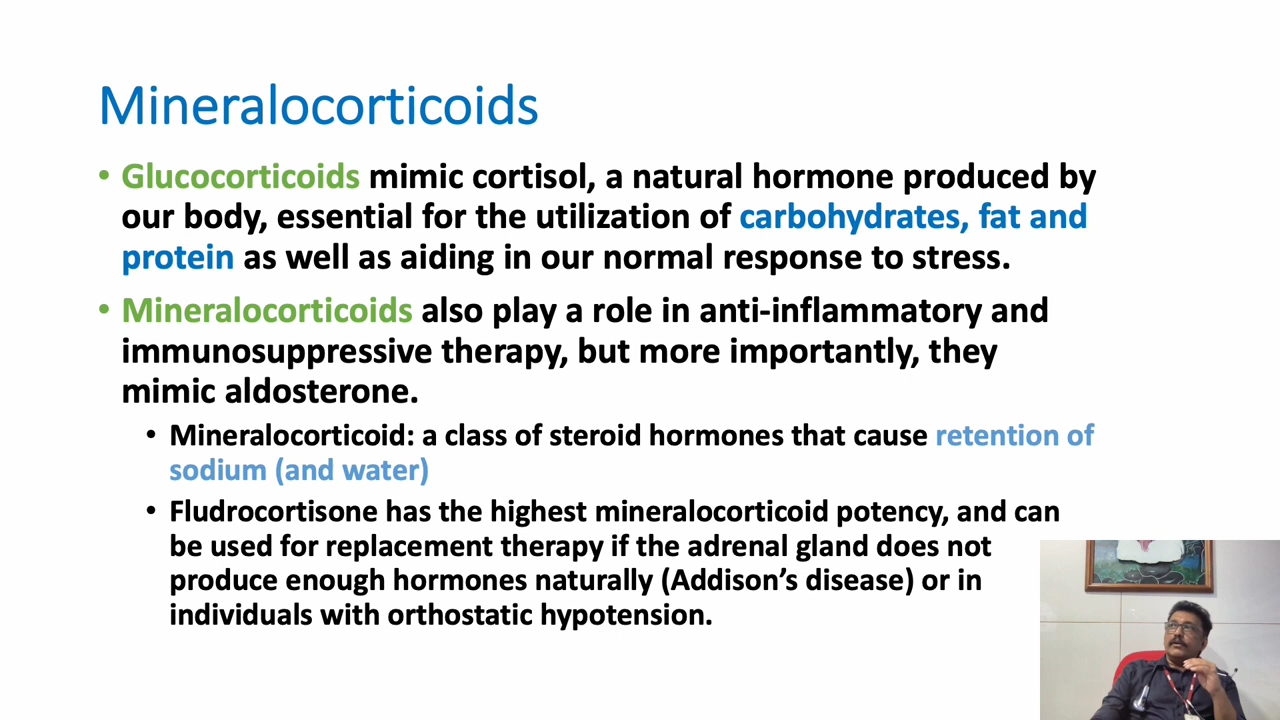 Mineralocorticoids
• Glucocorticoids mimic cortisol, a natural hormone produced by
our body, essential for the utilization of carbohydrates, fat and
protein as well as aiding in our normal response to stress.
• Mineralocorticoids also play a role in anti-inflammatory and
immunosuppressive therapy, but more importantly, they
mimic aldosterone.
• Mineralocorticoid: a class of steroid hormones that cause retention of
sodium (and water)
• Fludrocortisone has the highest mineralocorticoid potency, and can
be used for replacement therapy if the adrenal gland does not
produce enough hormones naturally (Addison’s disease) or in
individuals with orthostatic hypotension.